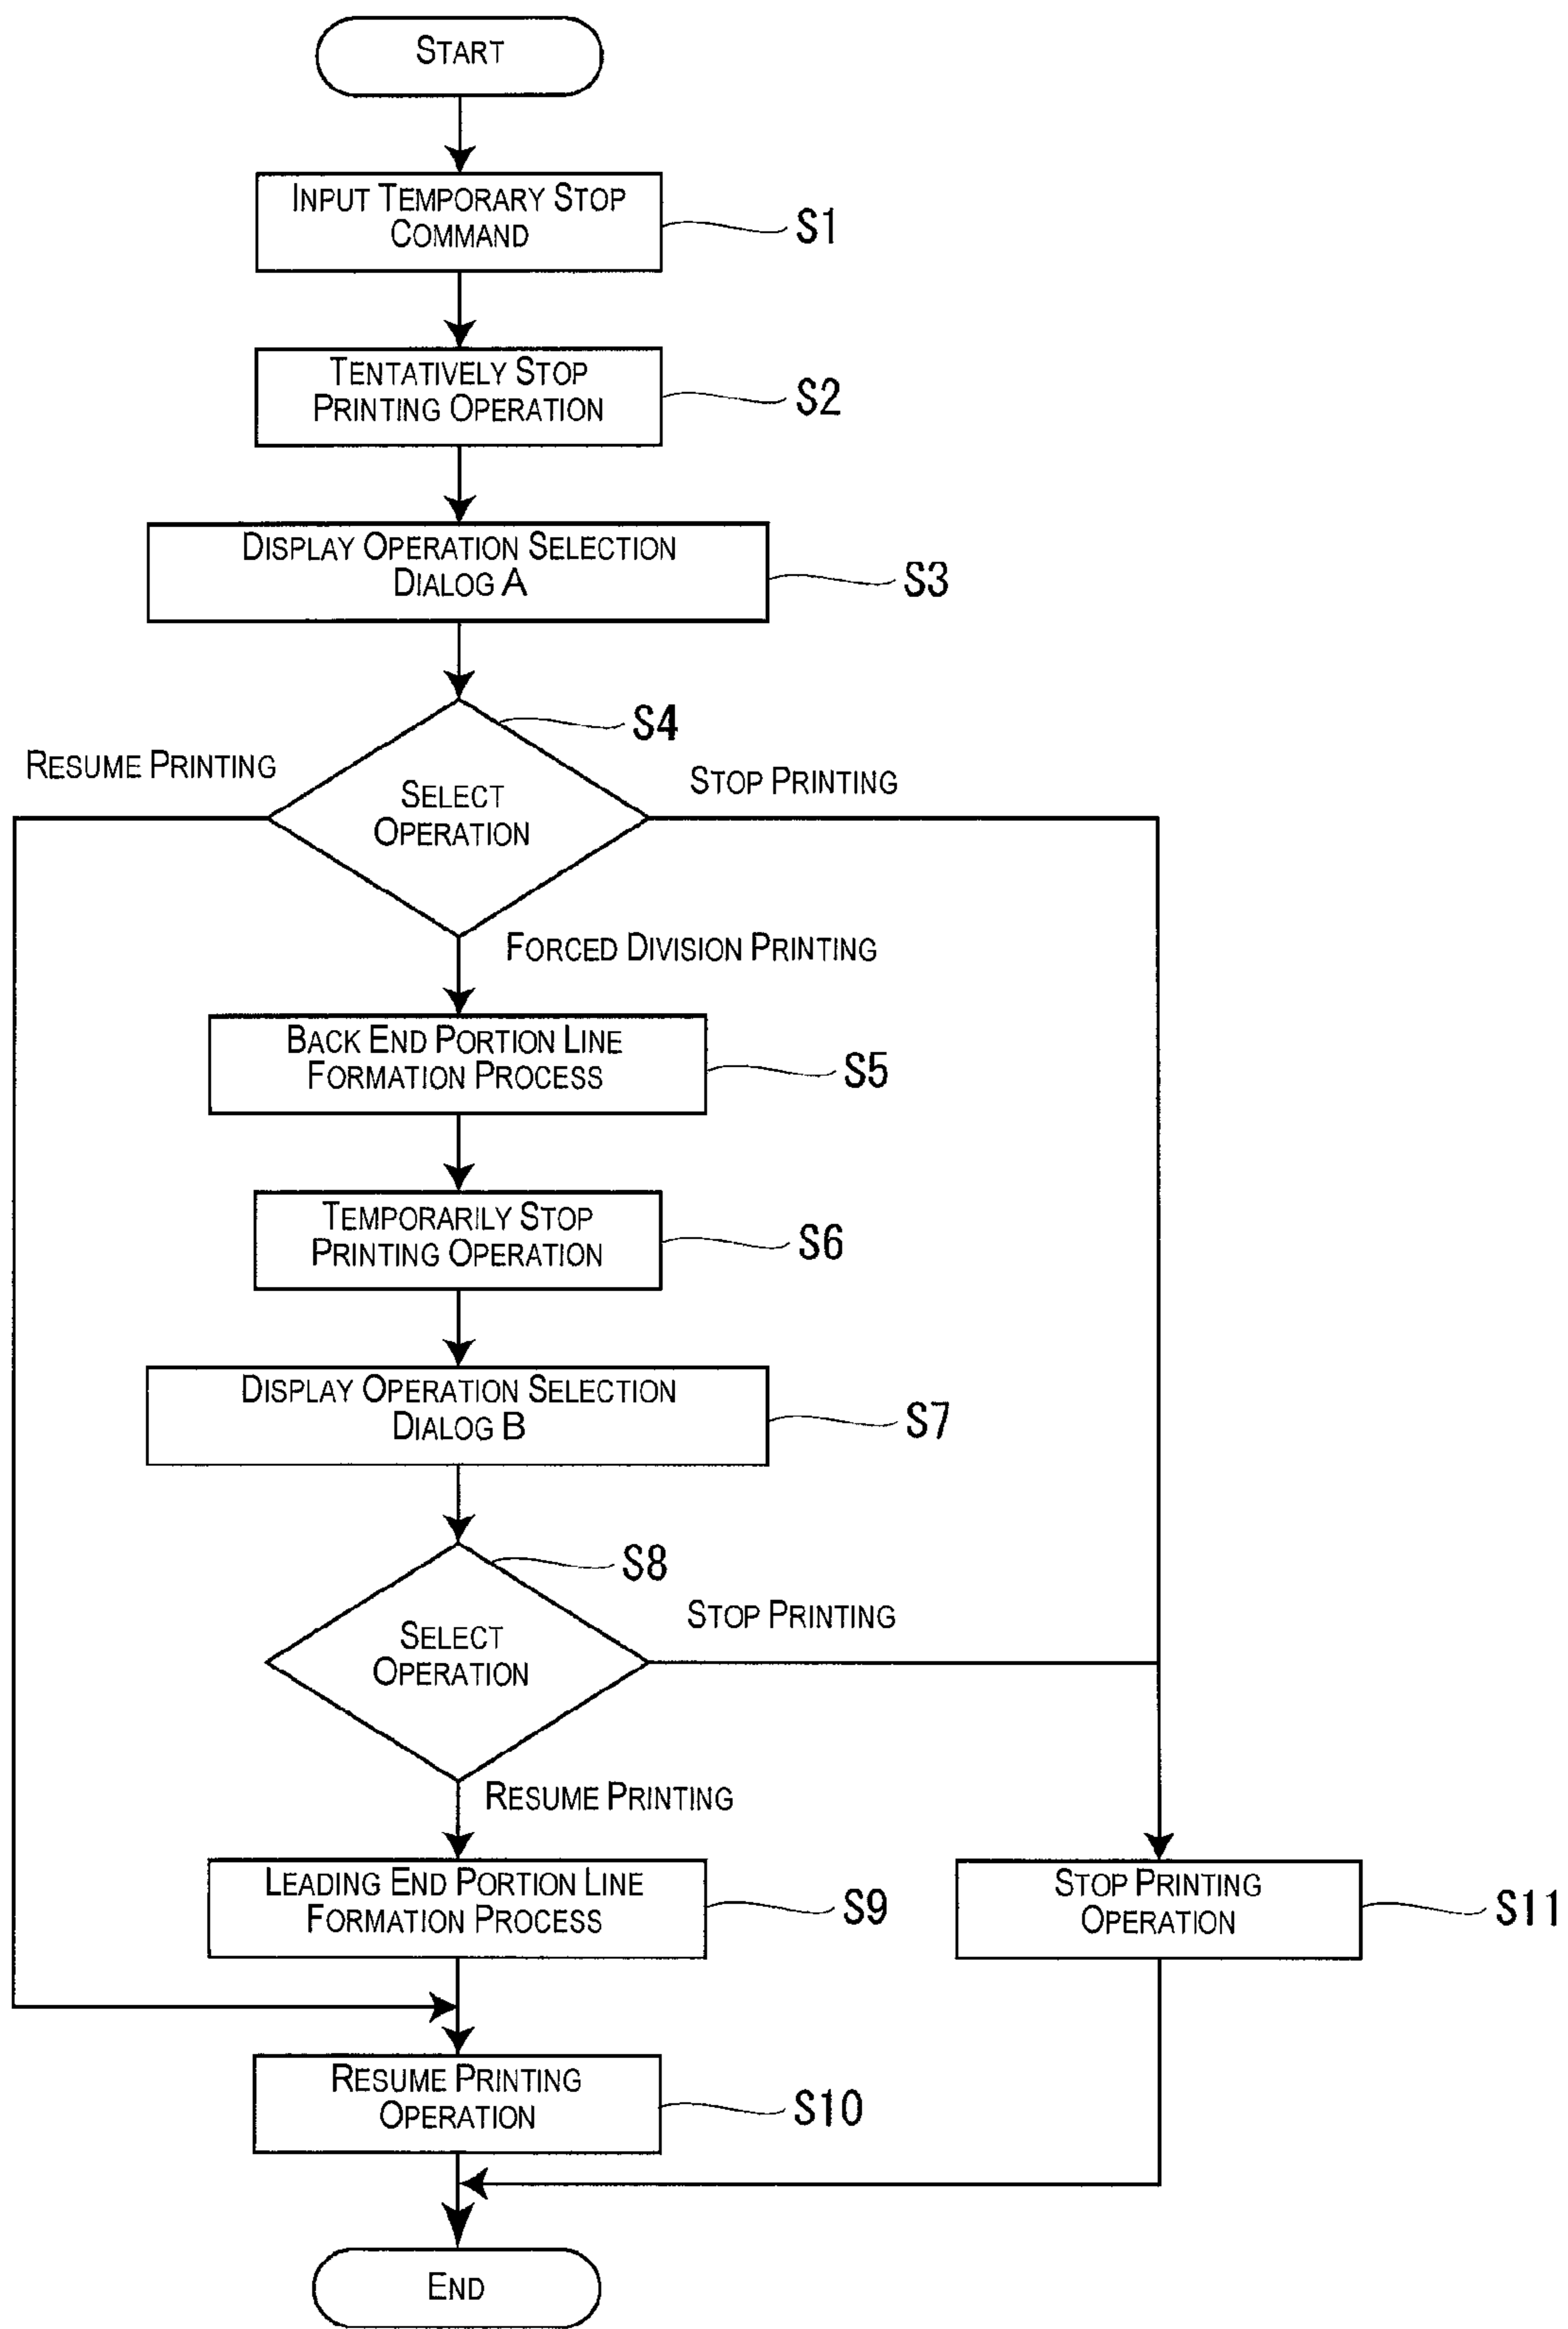 START
INPUT TEMPORARY STOP
COMMAND
S1
TENTATIVELY STOP
PRINTING OPERATION
S2
DISPLAY OPERATION SELECTION
DIALOG A
S3
S4
RESUME PRINTING
STOP PRINTING
SELECT
OPERATION
FORCED DIVISION PRINTING
BACK END PORTION LINE
FORMATION PROCESS
S5
TEMPORARILY STOP
PRINTING OPERATION
S6
DISPLAY OPERATION SELECTION
DIALOG B
S7
S8
STOP PRINTING
SELECT
OPERATION
RESUME PRINTING
LEADING END PORTION LINE
FORMATION PROCESS
S9
STOP PRINTING
OPERATION
S11
RESUME PRINTING
OPERATION
S10
END